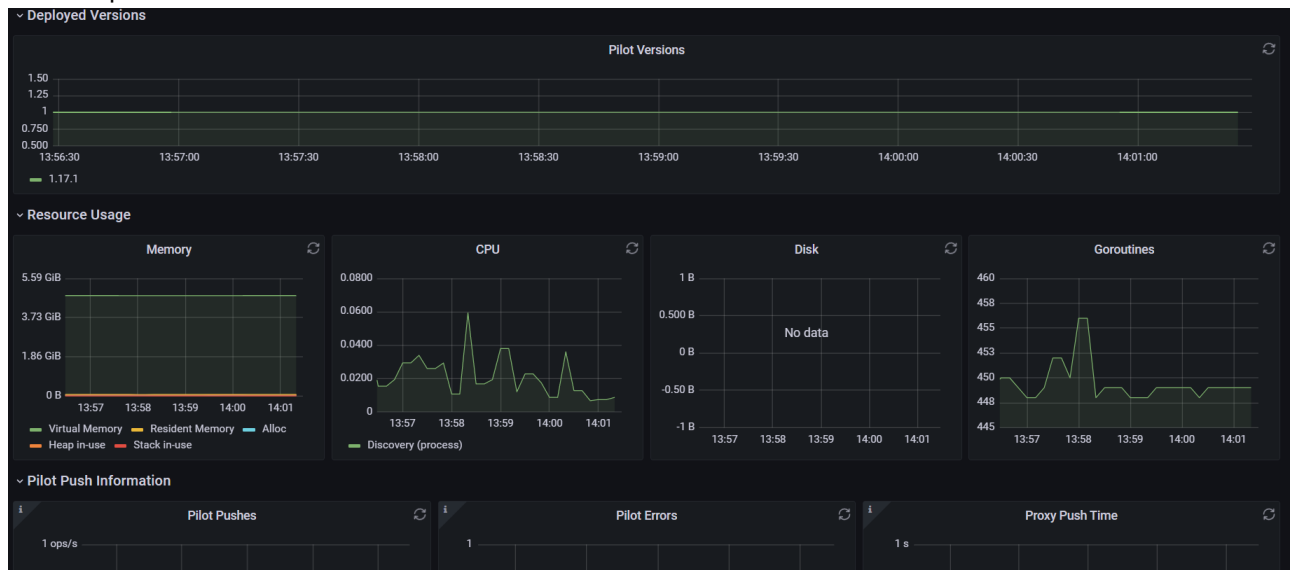 Deployed Versions
Pilot Versions
1.50
1.25
1
0.750
0.500
13:56:30 13:57:00 13:57:30 13:58:00 13:58:30 13:59:00 13:59:30 14:00:00 14:00:30 14:01:00
1.17.1
Resource Usage
Memory
5.59 GiB
3.73 GiB
1.86 GiB
0 B
13:57 13:58 13:59 14:00 14:01
Virtual Memory Resident Memory Alloc
Heap in-use Stack in-use
CPU
0.0800
0.0600
0.0400
0.0200
0
13:57 13:58 13:59 14:00 14:01
Discovery (process)
Disk
1 B
0.500 B
No data
0 B
-0.50 B
-1 B
13:57 13:58 13:59 14:00 14:01
Goroutines
460
458
455
453
450
448
445
13:57 13:58 13:59 14:00 14:01
Pilot Push Information
i
Pilot Pushes
1 ops/s
i
Pilot Errors
1
i
Proxy Push Time
1 s